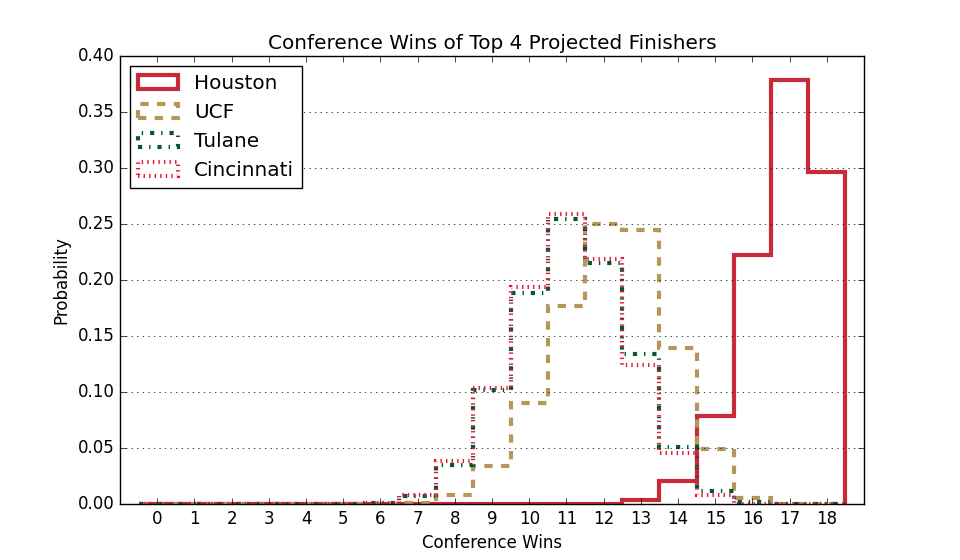 Conference Wins of Top 4 Projected Finishers
0.40
0.35
0.30
0.25
0.20
0.15
0.10
0.05
0.00
Probability
Houston
UCF
Tulane
Cincinnati
0 1 2 3 4 5 6 7 8 9 10 11 12 13 14 15 16 17 18
Conference Wins